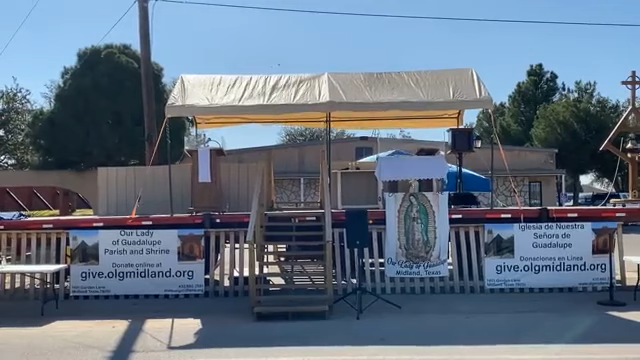 Our Lady
of Guadalupe
Parish and Shrine
Donate online at
give.olgmidland.org
Our Lady
of Guadalupe
MIDLAND, TEXAS
Iglesia de Nuestra
Señora de
Guadalupe
Donaciones en Linea
give.olgmidland.org